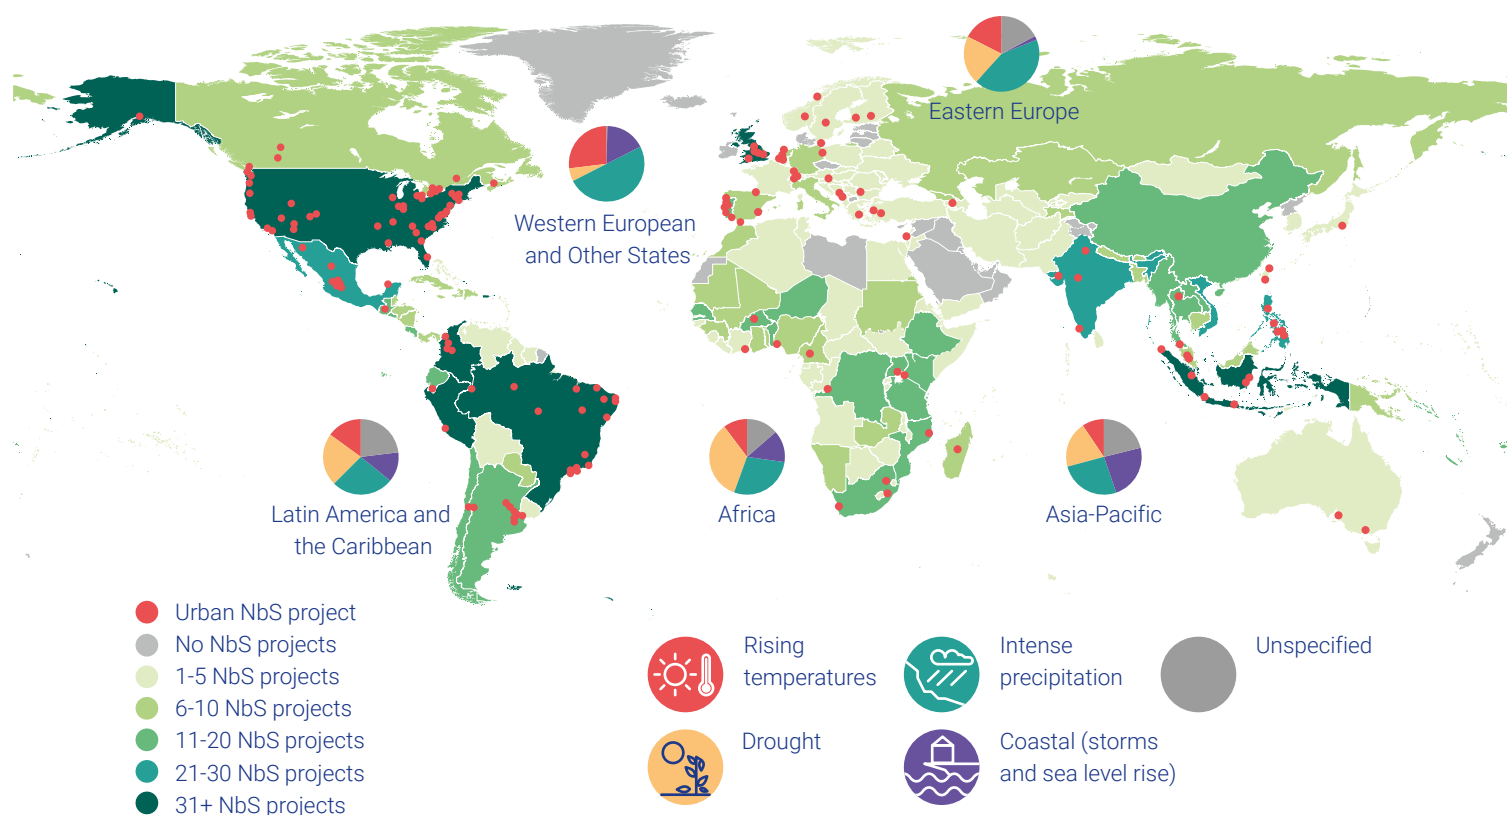 Eastern Europe
Western European
and Other States
Latin America and
the Caribbean
Africa
Asia-Pacific
Urban NbS project
No NbS projects
1-5 NbS projects
6-10 NbS projects
11-20 NbS projects
21-30 NbS projects
31+ NbS projects
Rising
temperatures
Intense
precipitation
Unspecified
Drought
Coastal (storms
and sea level rise)